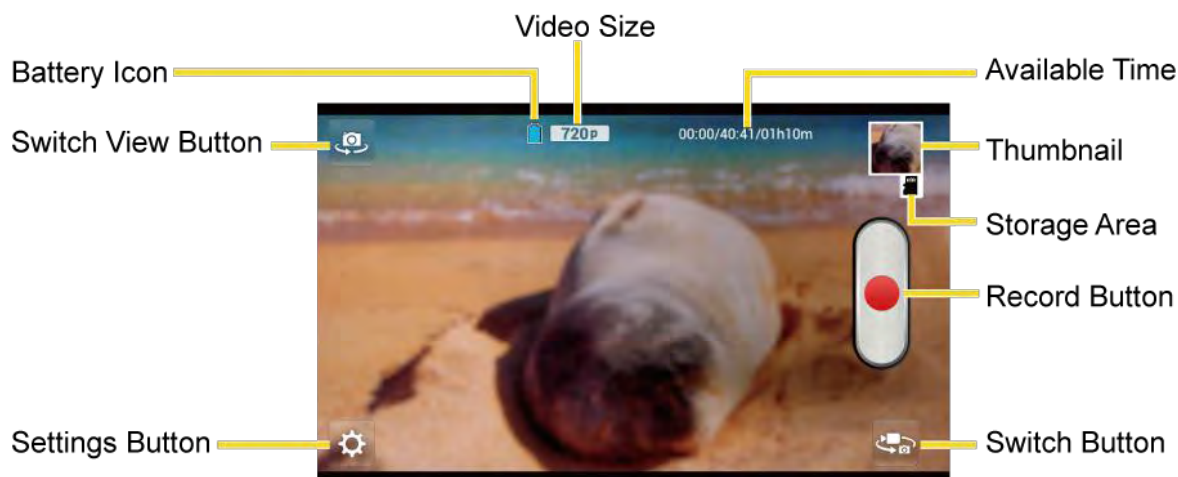 Video Size
Battery Icon
Available Time
Switch View Button
720p
00:00/40:41/01h10m
Thumbnail
Storage Area
Record Button
Settings Button
Switch Button